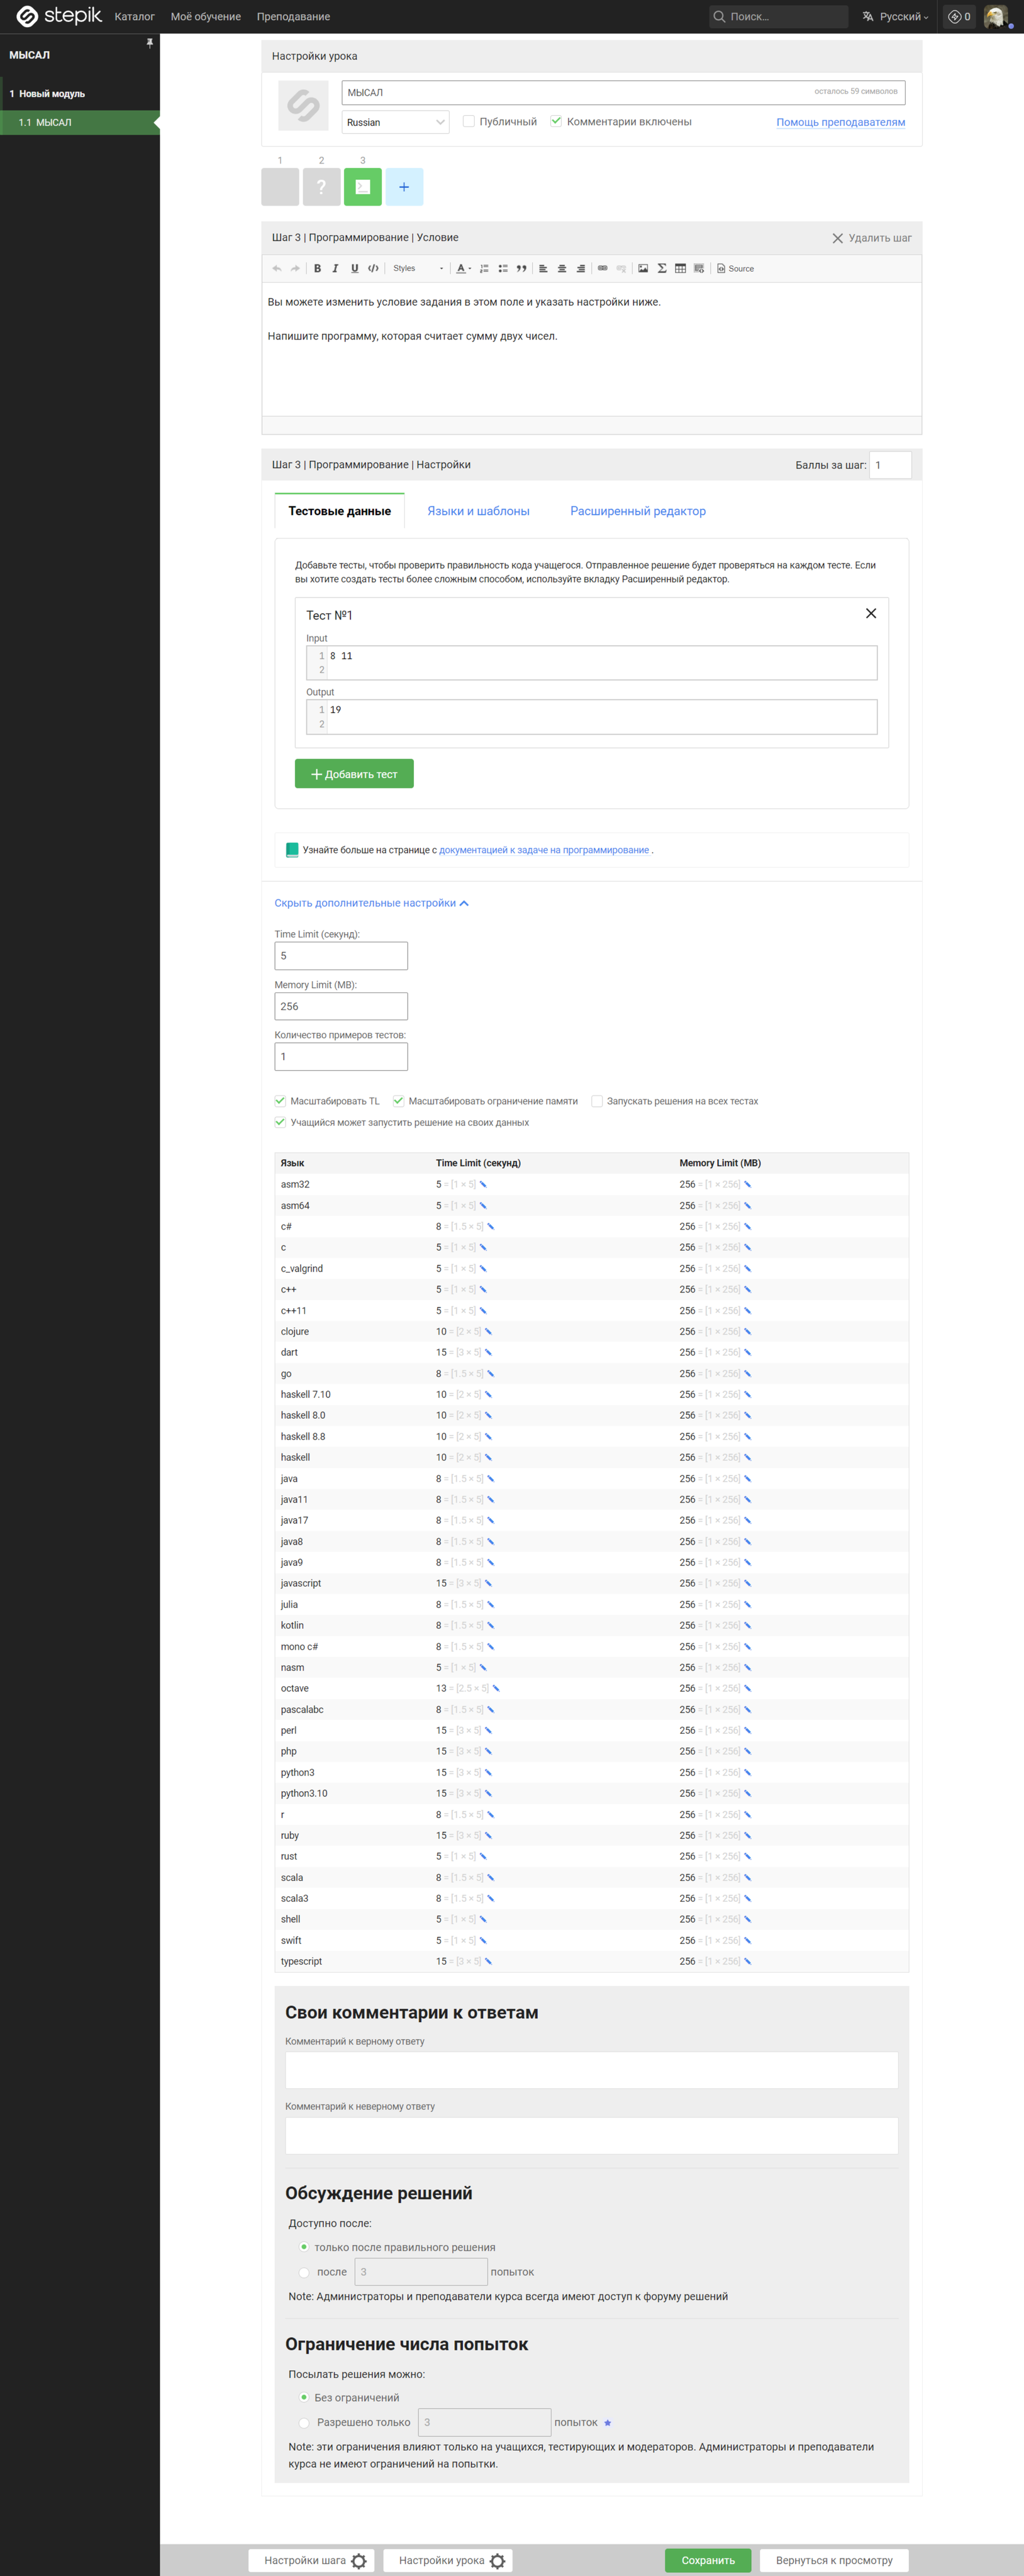 stepik
Каталог
Моё обучение
Преподавание
Поиск...
Русский
0
МЫСАЛ
1 Новый модуль
1.1 МЫСАЛ
Настройки урока
МЫСАЛ
осталось 59 символов
Russian
Публичный
Комментарии включены
Помощь преподавателям
1 2 3
?
+
Шаг 3 | Программирование | Условие
Удалить шаг
B I U </> Styles A Σ Source
Вы можете изменить условие задания в этом поле и указать настройки ниже.
Напишите программу, которая считает сумму двух чисел.
Шаг 3 | Программирование | Настройки
Баллы за шаг: 1
Тестовые данные
Языки и шаблоны
Расширенный редактор
Добавьте тесты, чтобы проверить правильность кода учащегося. Отправленное решение будет проверяться на каждом тесте. Если
вы хотите создать тесты более сложным способом, используйте вкладку Расширенный редактор.
Тест №1
Input
1 8 11
2
Output
1 19
2
+ Добавить тест
Узнайте больше на странице с документацией к задаче на программирование .
Скрыть дополнительные настройки
Time Limit (секунд):
5
Memory Limit (MB):
256
Количество примеров тестов:
1
Масштабировать TL
Масштабировать ограничение памяти
Запускать решения на всех тестах
Учащийся может запустить решение на своих данных
Язык Time Limit (секунд) Memory Limit (MB)
asm32 5 = [1 × 5] 256 = [1 × 256]
asm64 5 = [1 × 5] 256 = [1 × 256]
c# 8 = [1.5 × 5] 256 = [1 × 256]
c 5 = [1 × 5] 256 = [1 × 256]
c_valgrind 5 = [1 × 5] 256 = [1 × 256]
c++ 5 = [1 × 5] 256 = [1 × 256]
c++11 5 = [1 × 5] 256 = [1 × 256]
clojure 10 = [2 × 5] 256 = [1 × 256]
dart 15 = [3 × 5] 256 = [1 × 256]
go 8 = [1.5 × 5] 256 = [1 × 256]
haskell 7.10 10 = [2 × 5] 256 = [1 × 256]
haskell 8.0 10 = [2 × 5] 256 = [1 × 256]
haskell 8.8 10 = [2 × 5] 256 = [1 × 256]
haskell 10 = [2 × 5] 256 = [1 × 256]
java 8 = [1.5 × 5] 256 = [1 × 256]
java11 8 = [1.5 × 5] 256 = [1 × 256]
java17 8 = [1.5 × 5] 256 = [1 × 256]
java8 8 = [1.5 × 5] 256 = [1 × 256]
java9 8 = [1.5 × 5] 256 = [1 × 256]
javascript 15 = [3 × 5] 256 = [1 × 256]
julia 8 = [1.5 × 5] 256 = [1 × 256]
kotlin 8 = [1.5 × 5] 256 = [1 × 256]
mono c# 8 = [1.5 × 5] 256 = [1 × 256]
nasm 5 = [1 × 5] 256 = [1 × 256]
octave 13 = [2.5 × 5] 256 = [1 × 256]
pascalabc 8 = [1.5 × 5] 256 = [1 × 256]
perl 15 = [3 × 5] 256 = [1 × 256]
php 15 = [3 × 5] 256 = [1 × 256]
python3 15 = [3 × 5] 256 = [1 × 256]
python3.10 15 = [3 × 5] 256 = [1 × 256]
r 8 = [1.5 × 5] 256 = [1 × 256]
ruby 15 = [3 × 5] 256 = [1 × 256]
rust 5 = [1 × 5] 256 = [1 × 256]
scala 8 = [1.5 × 5] 256 = [1 × 256]
scala3 8 = [1.5 × 5] 256 = [1 × 256]
shell 5 = [1 × 5] 256 = [1 × 256]
swift 5 = [1 × 5] 256 = [1 × 256]
typescript 15 = [3 × 5] 256 = [1 × 256]
Свои комментарии к ответам
Комментарий к верному ответу
Комментарий к неверному ответу
Обсуждение решений
Доступно после:
только после правильного решения
после 3 попыток
Note: Администраторы и преподаватели курса всегда имеют доступ к форуму решений
Ограничение числа попыток
Посылать решения можно:
Без ограничений
Разрешено только 3 попыток
Note: эти ограничения влияют только на учащихся, тестирующих и модераторов. Администраторы и преподаватели
курса не имеют ограничений на попытки.
Настройки шага
Настройки урока
Сохранить
Вернуться к просмотру